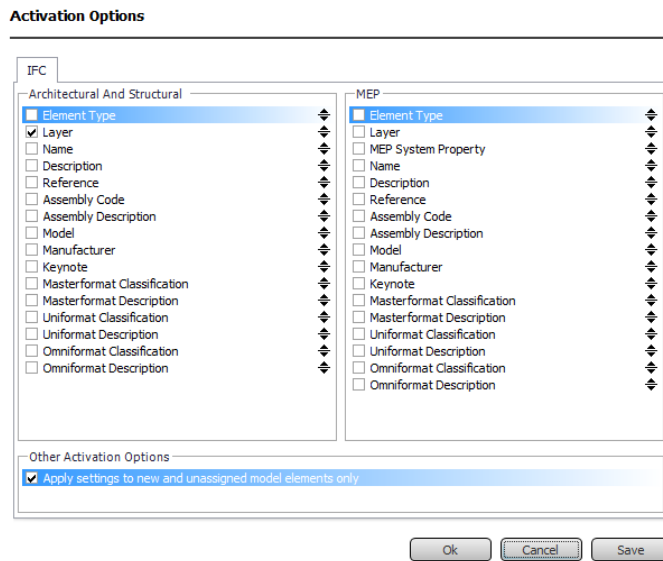 Activation Options
IFC
Architectural And Structural
Element Type
Layer
Name
Description
Reference
Assembly Code
Assembly Description
Model
Manufacturer
Keynote
Masterformat Classification
Masterformat Description
Uniformat Classification
Uniformat Description
Omniformat Classification
Omniformat Description
MEP
Element Type
Layer
MEP System Property
Name
Description
Reference
Assembly Code
Assembly Description
Model
Manufacturer
Keynote
Masterformat Classification
Masterformat Description
Uniformat Classification
Uniformat Description
Omniformat Classification
Omniformat Description
Other Activation Options
Apply settings to new and unassigned model elements only
Ok
Cancel
Save